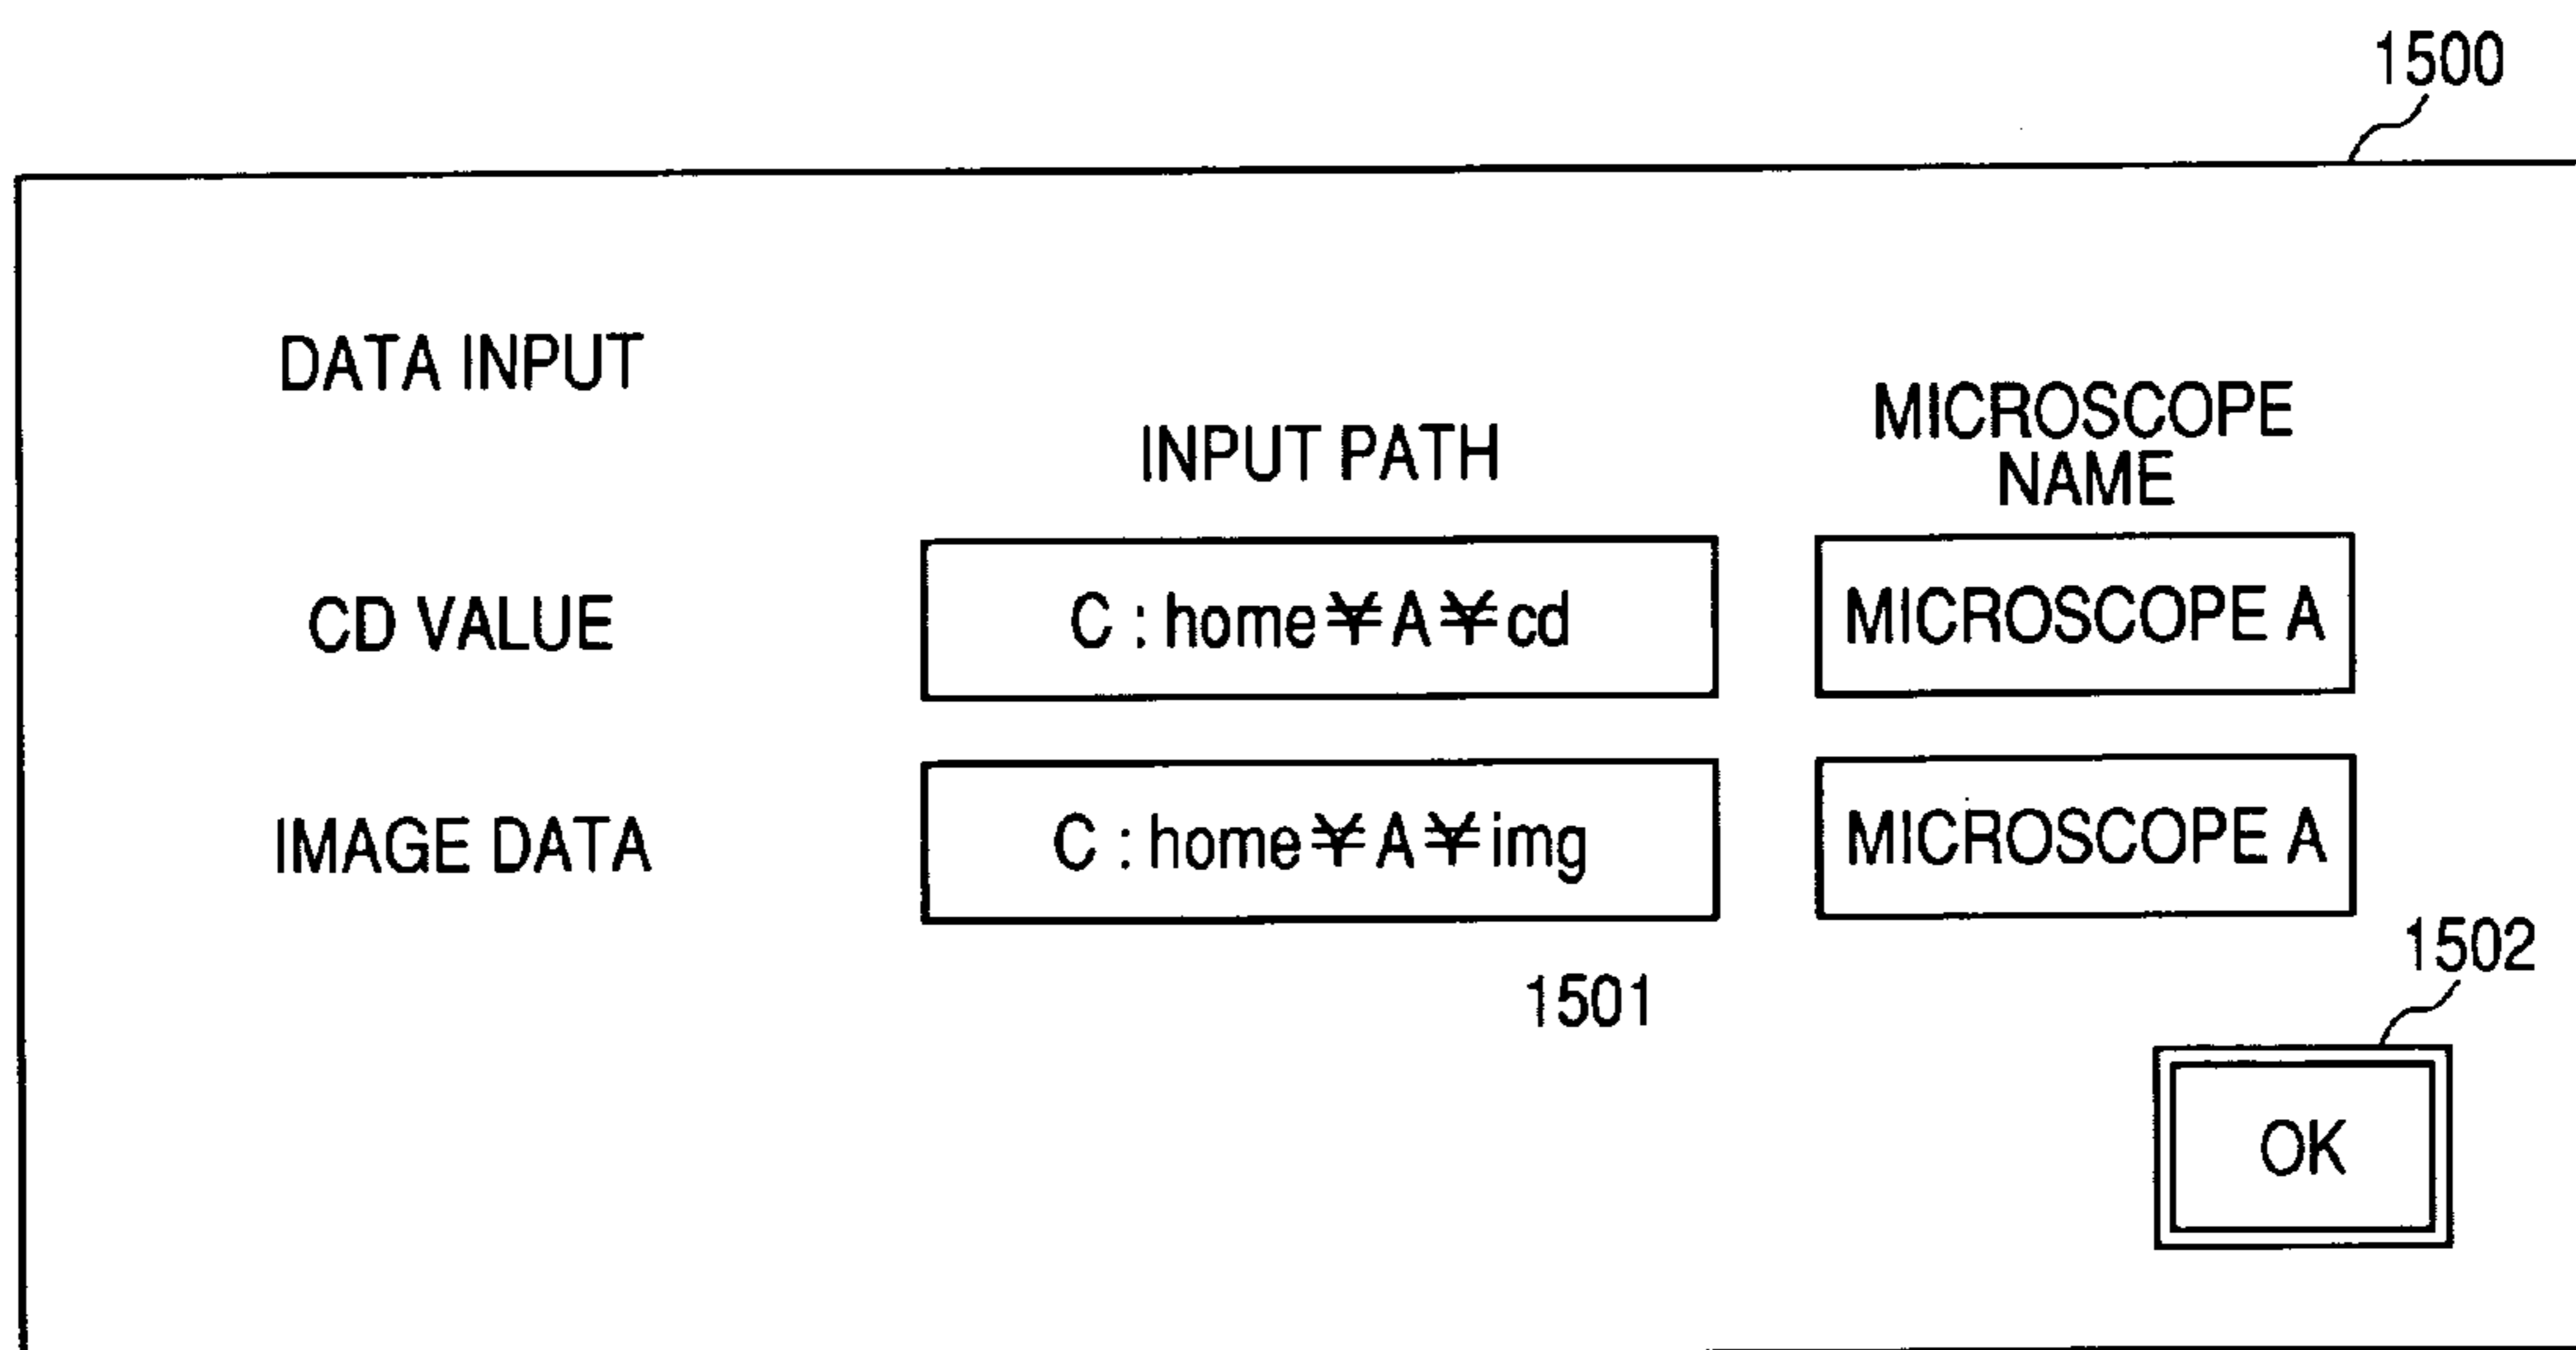 1500
DATA INPUT
INPUT PATH
MICROSCOPE
NAME
CD VALUE
C : home¥A¥cd
MICROSCOPE A
IMAGE DATA
C : home¥A¥img
MICROSCOPE A
1501
1502
OK